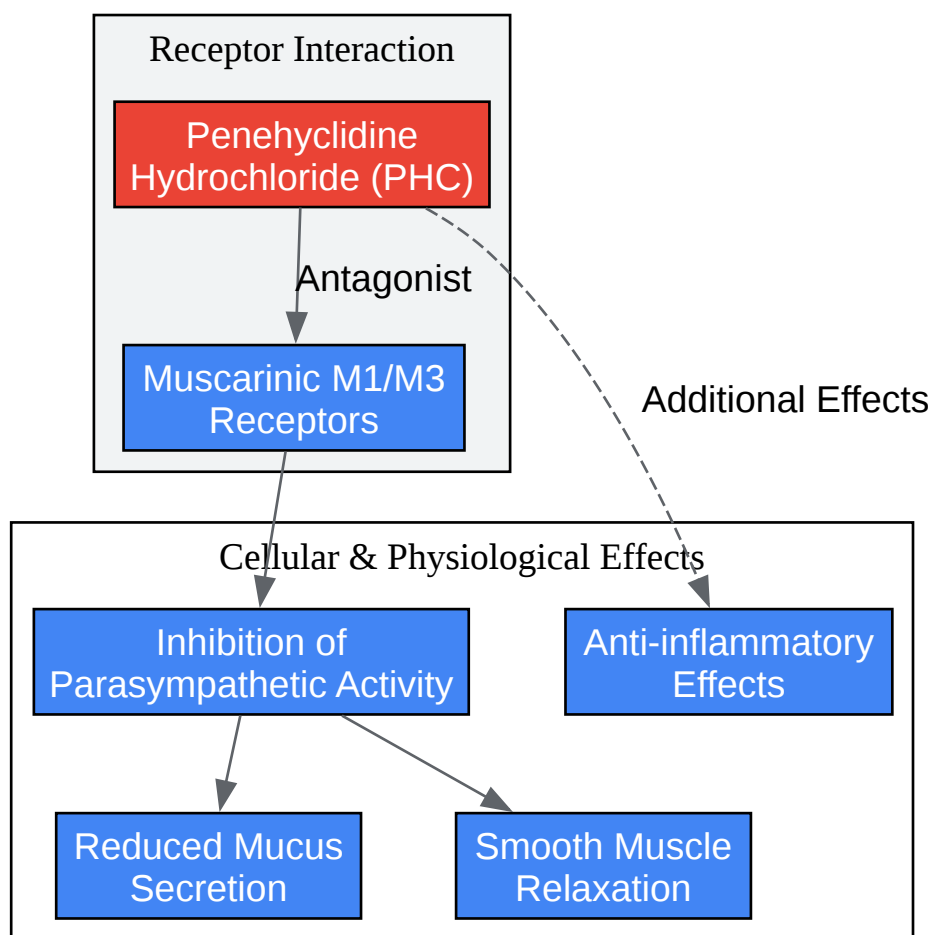 Receptor Interaction
Penehyclidine
Hydrochloride (PHC)
Antagonist
Muscarinic M1/M3
Receptors
Additional Effects
Cellular & Physiological Effects
Inhibition of
Parasympathetic Activity
Anti-inflammatory
Effects
Reduced Mucus
Secretion
Smooth Muscle
Relaxation